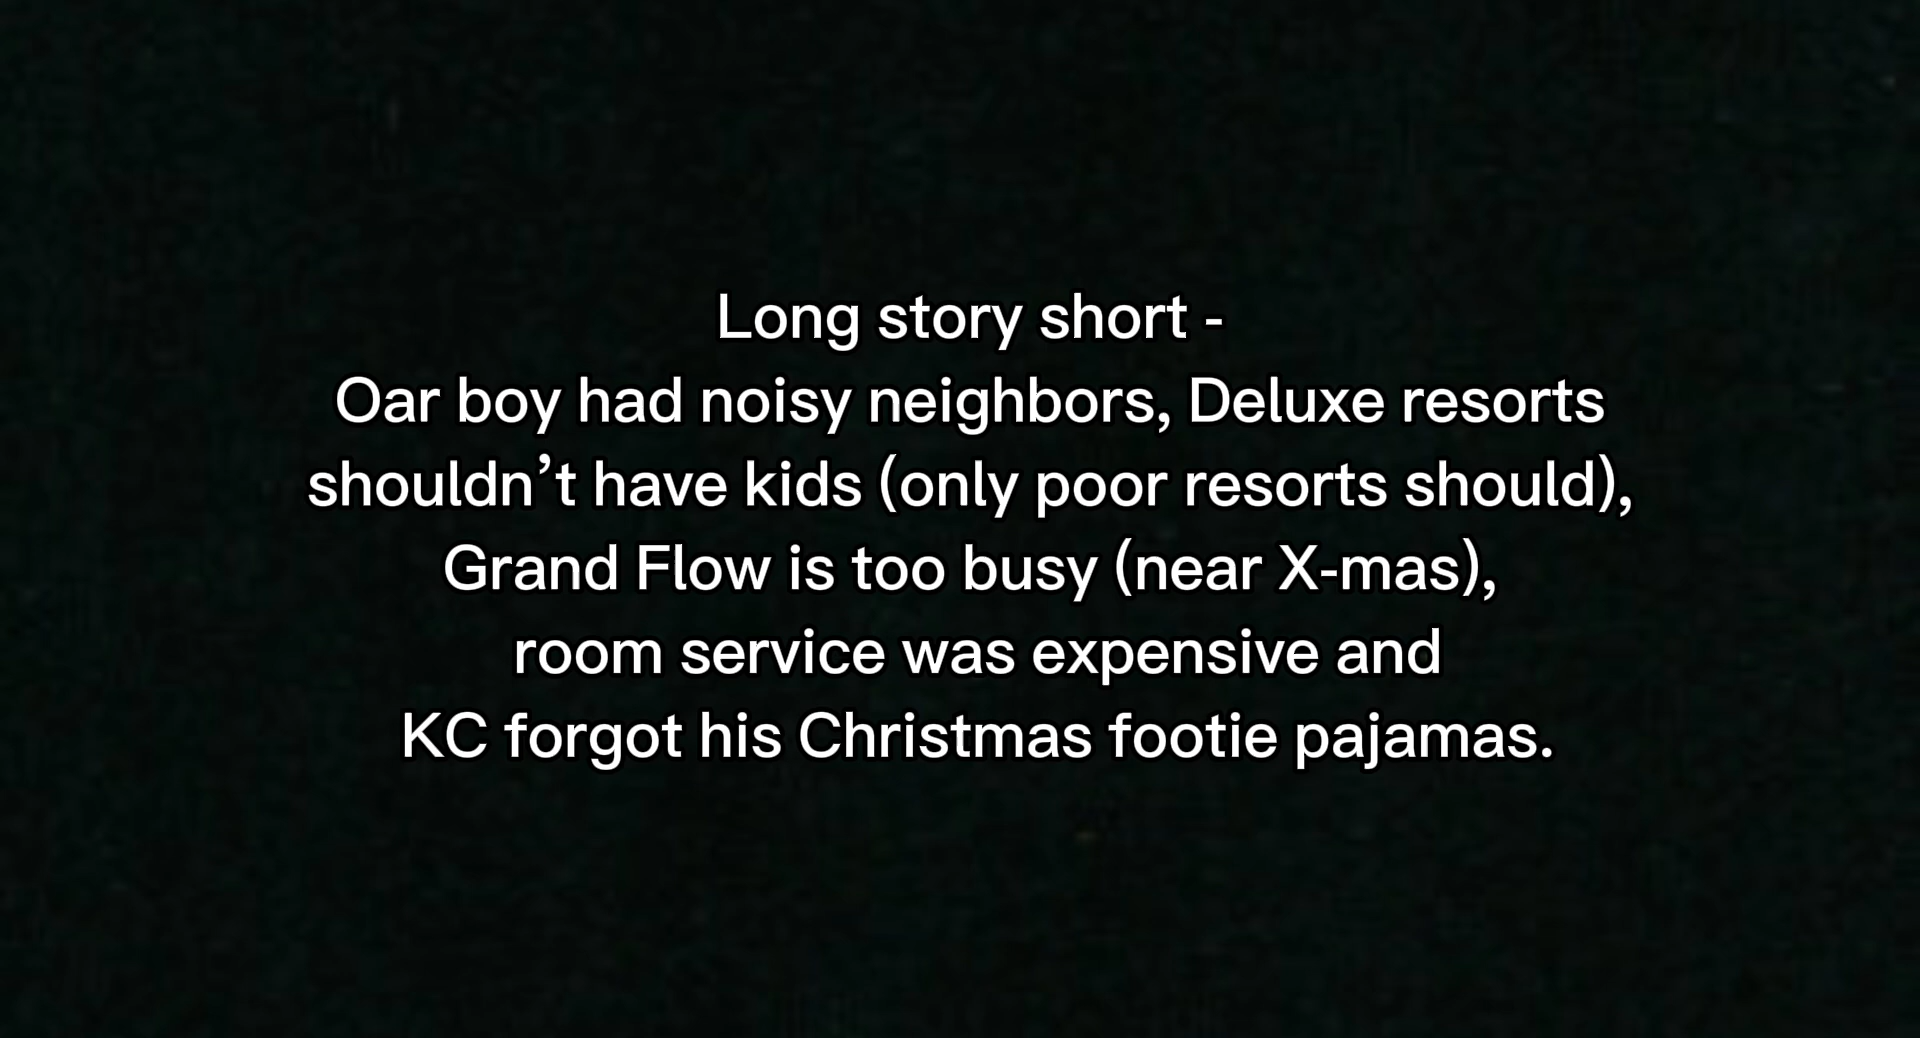 Long story short -
Oar boy had noisy neighbors, Deluxe resorts
shouldn’t have kids (only poor resorts should),
Grand Flow is too busy (near X-mas),
room service was expensive and
KC forgot his Christmas footie pajamas.